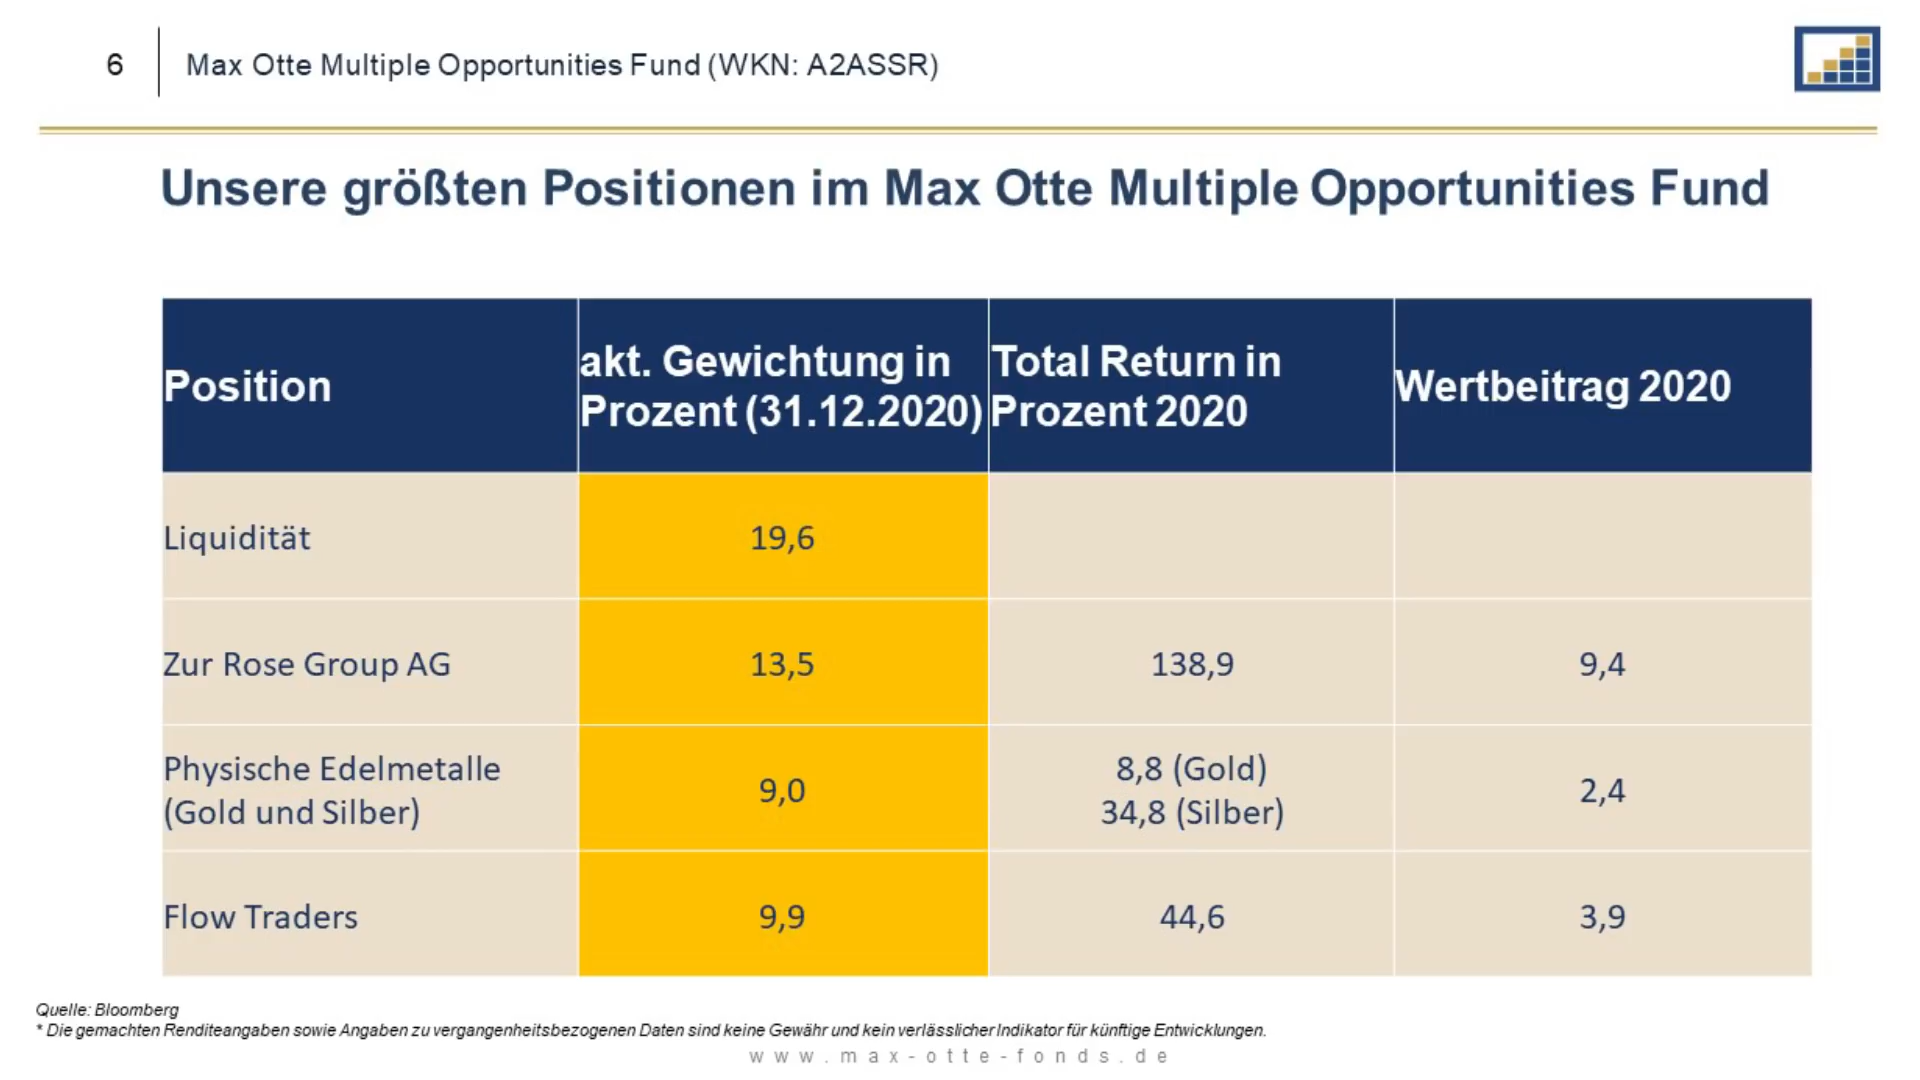 6
Max Otte Multiple Opportunities Fund (WKN: A2ASSR)
Unsere größten Positionen im Max Otte Multiple Opportunities Fund
Position
akt. Gewichtung in
Prozent (31.12.2020)
Total Return in
Prozent 2020
Wertbeitrag 2020
Liquidität
19,6
Zur Rose Group AG
13,5
138,9
9,4
Physische Edelmetalle
(Gold und Silber)
9,0
8,8 (Gold)
34,8 (Silber)
2,4
Flow Traders
9,9
44,6
3,9
Quelle: Bloomberg
* Die gemachten Renditeangaben sowie Angaben zu vergangenheitsbezogenen Daten sind keine Gewähr und kein verlässlicher Indikator für künftige Entwicklungen.
www.max-otte-fonds.de